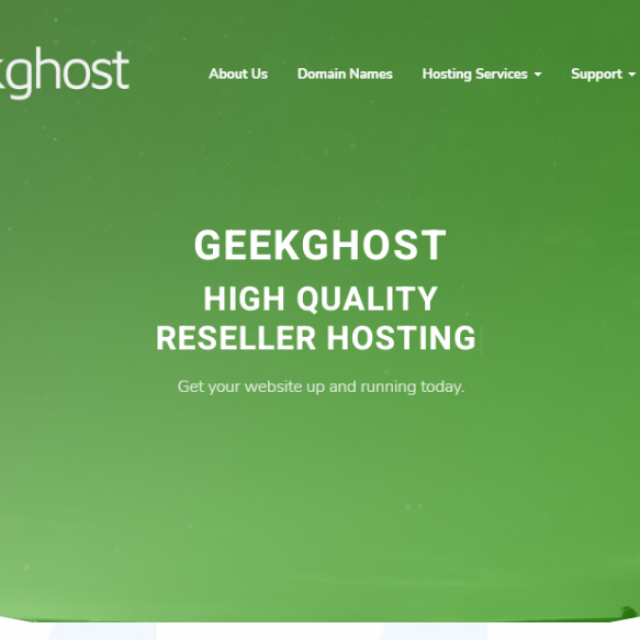 kghost
About Us Domain Names Hosting Services Support
GEEKGHOST
HIGH QUALITY
RESELLER HOSTING
Get your website up and running today.